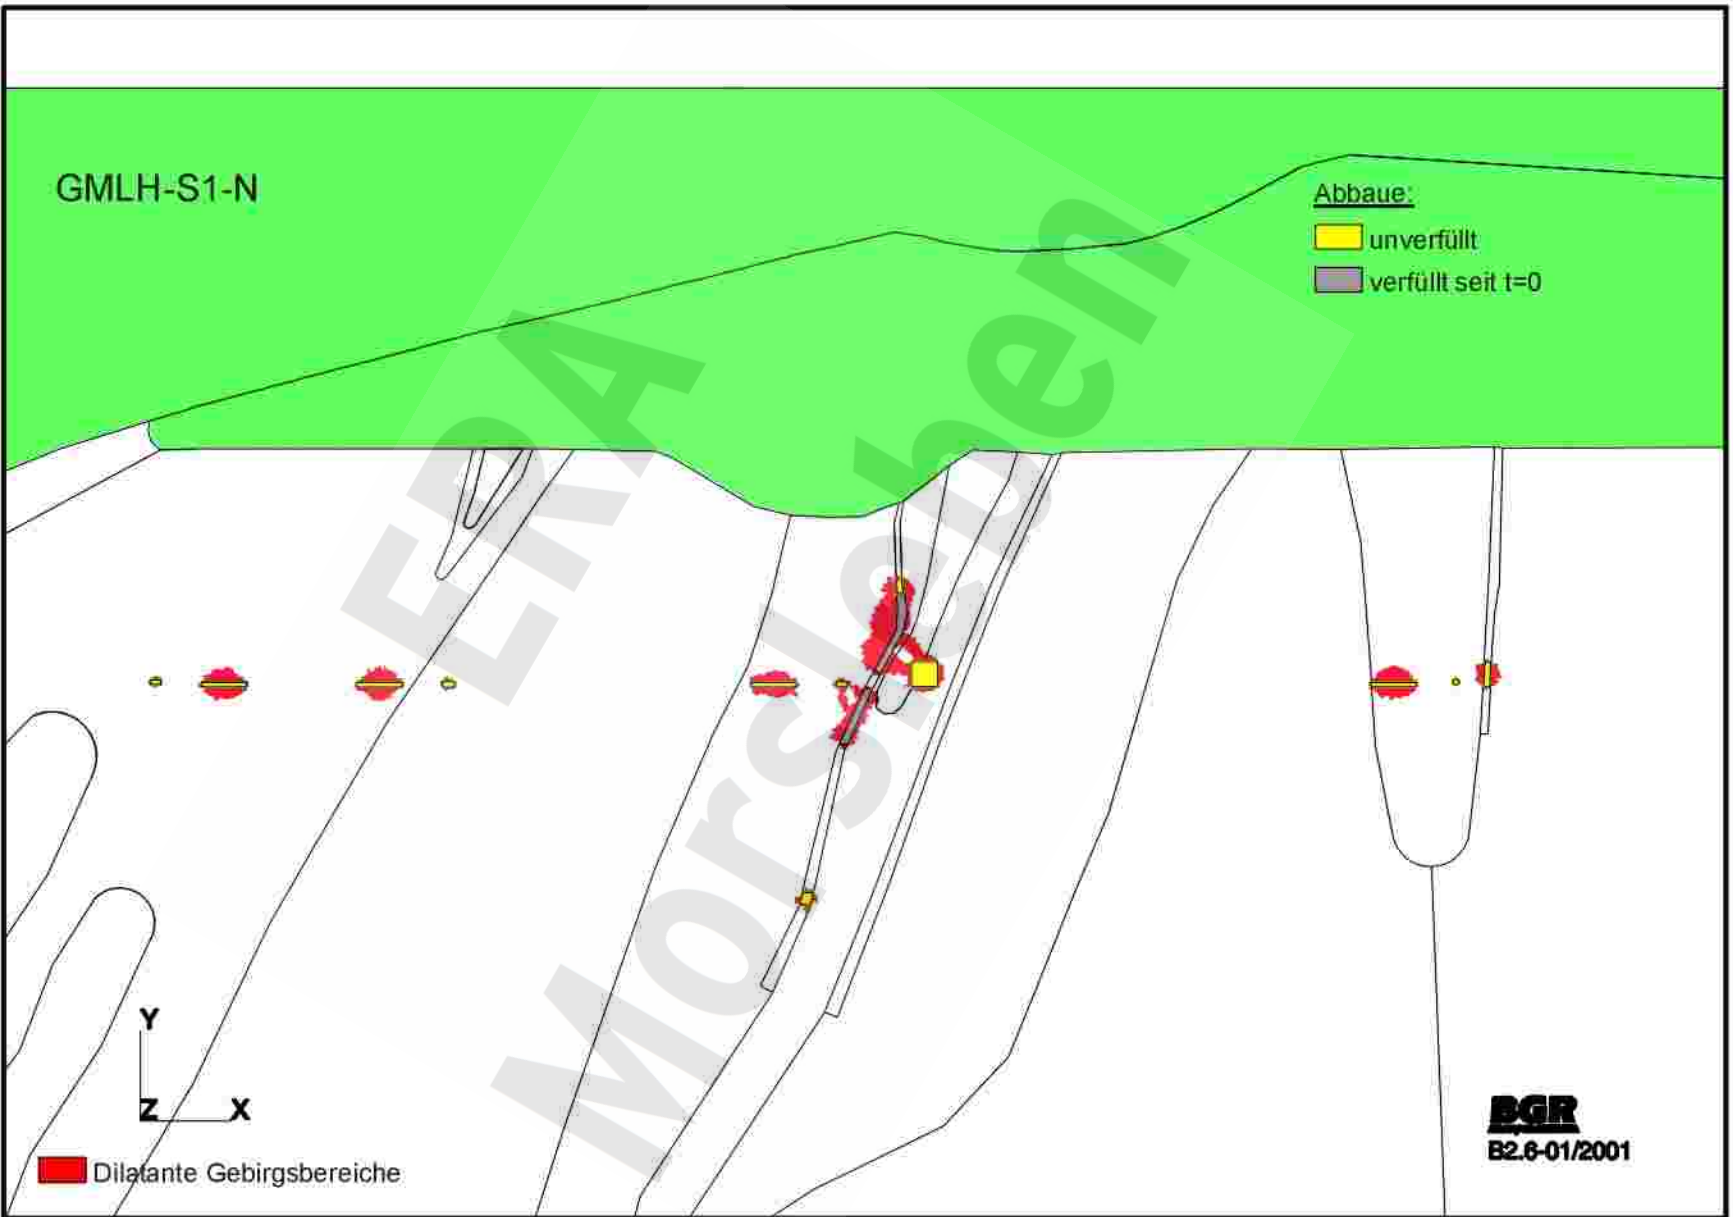 GMLH-S1-N
Abbaue:
unverfüllt
verfüllt seit t=0
ERA
Morsleben
Y
Z
X
BGR
B2.6-01/2001
Dilatante Gebirgsbereiche